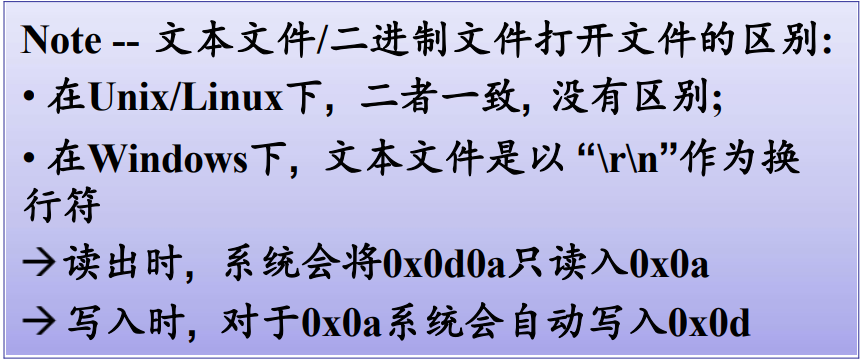 Note -- 文本文件/二进制文件打开文件的区别:
• 在Unix/Linux下, 二者一致, 没有区别;
• 在Windows下, 文本文件是以 “\r\n”作为换
行符
→读出时, 系统会将0x0d0a只读入0x0a
→ 写入时, 对于0x0a系统会自动写入0x0d